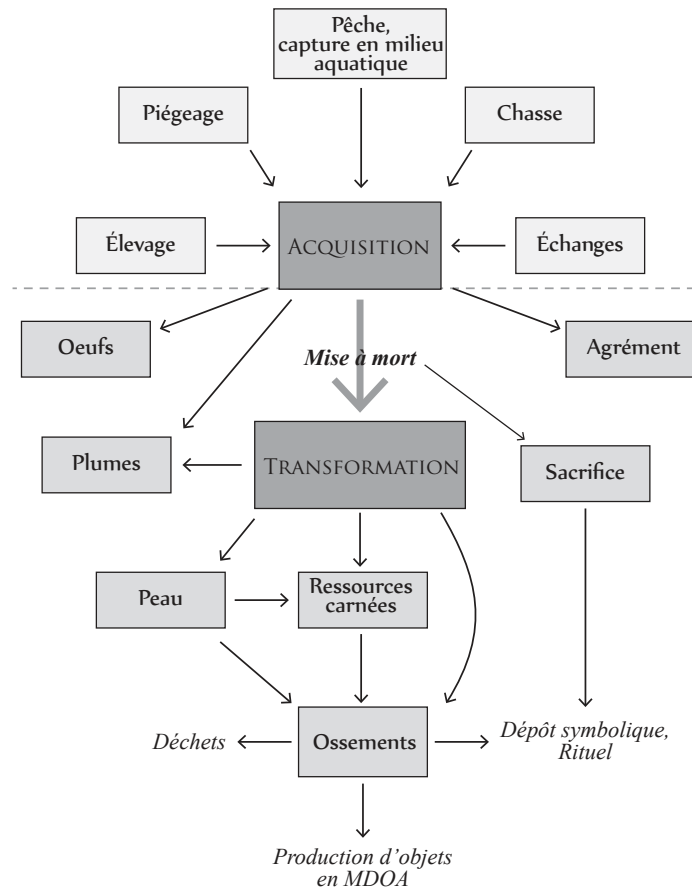 Pêche,
capture en milieu
aquatique
Piégeage
Chasse
Élevage
Acquisition
Échanges
Oeufs
Agrément
Mise à mort
Plumes
Transformation
Sacrifice
Peau
Ressources
carnées
Déchets
Ossements
Dépôt symbolique,
Rituel
Production d’objets
en MDOA